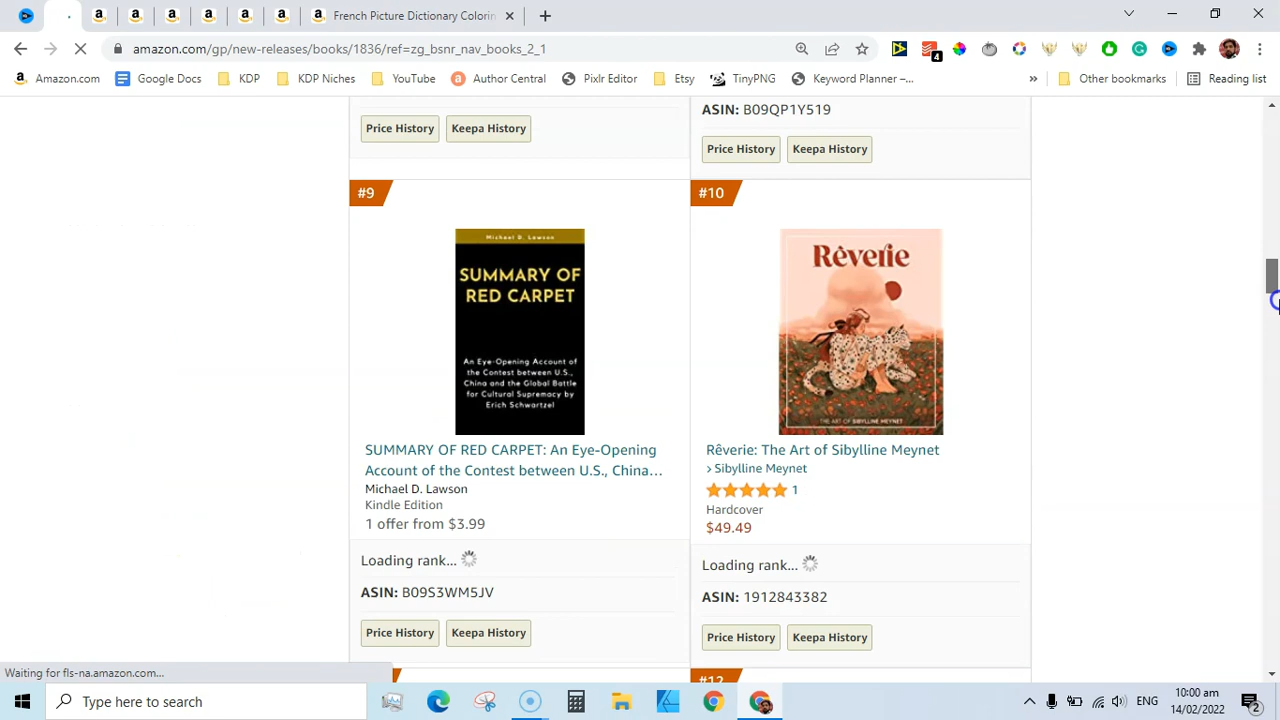 French Picture Dictionary Colorin
amazon.com/gp/new-releases/books/1836/ref=zg_bsnr_nav_books_2_1
4
Amazon.com
Google Docs
KDP
KDP Niches
YouTube
Author Central
Pixlr Editor
Etsy
TinyPNG
Keyword Planner –...
»
Other bookmarks
Reading list
Price History
Keepa History
ASIN: B09QP1Y519
Price History
Keepa History
#9
Michael D. Lawson
SUMMARY OF
RED CARPET
An Eye-Opening Account of
the Contest between U.S.,
China and the Global Battle
for Cultural Supremacy by
Erich Schwartzel
SUMMARY OF RED CARPET: An Eye-Opening
Account of the Contest between U.S., China…
Michael D. Lawson
Kindle Edition
1 offer from $3.99
Loading rank...
ASIN: B09S3WM5JV
Price History
Keepa History
#10
Rêverie
THE ART OF SIBYLLINE MEYNET
Rêverie: The Art of Sibylline Meynet
› Sibylline Meynet
1
Hardcover
$49.49
Loading rank...
ASIN: 1912843382
Price History
Keepa History
#12
Waiting for fls-na.amazon.com...
Type here to search
ENG
10:00 am
14/02/2022
2